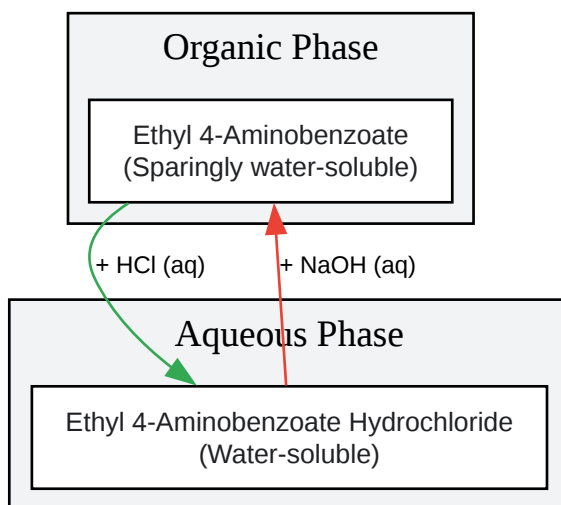 Organic Phase
Ethyl 4-Aminobenzoate
(Sparingly water-soluble)
+ HCl (aq)
+ NaOH (aq)
Aqueous Phase
Ethyl 4-Aminobenzoate Hydrochloride
(Water-soluble)